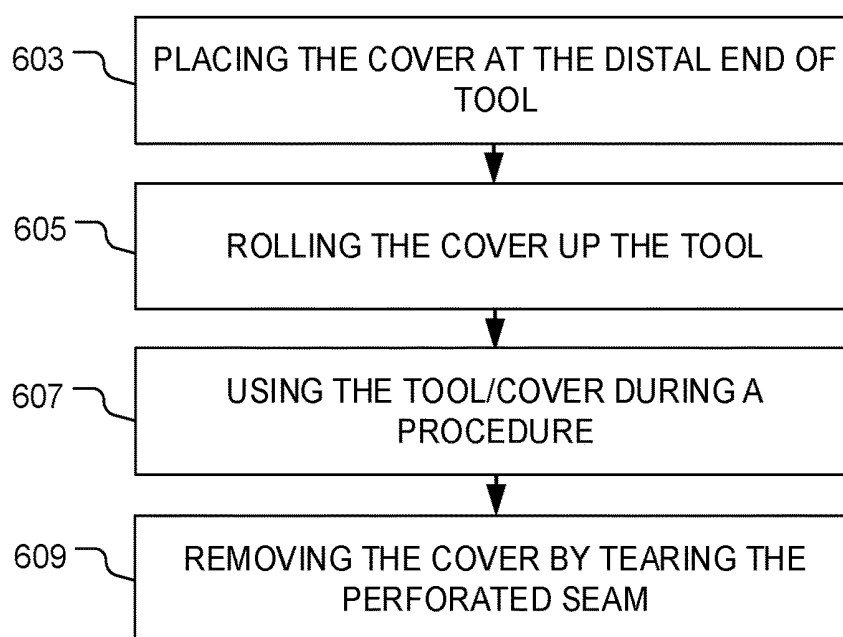 603
PLACING THE COVER AT THE DISTAL END OF
TOOL
605
ROLLING THE COVER UP THE TOOL
607
USING THE TOOL/COVER DURING A
PROCEDURE
609
REMOVING THE COVER BY TEARING THE
PERFORATED SEAM